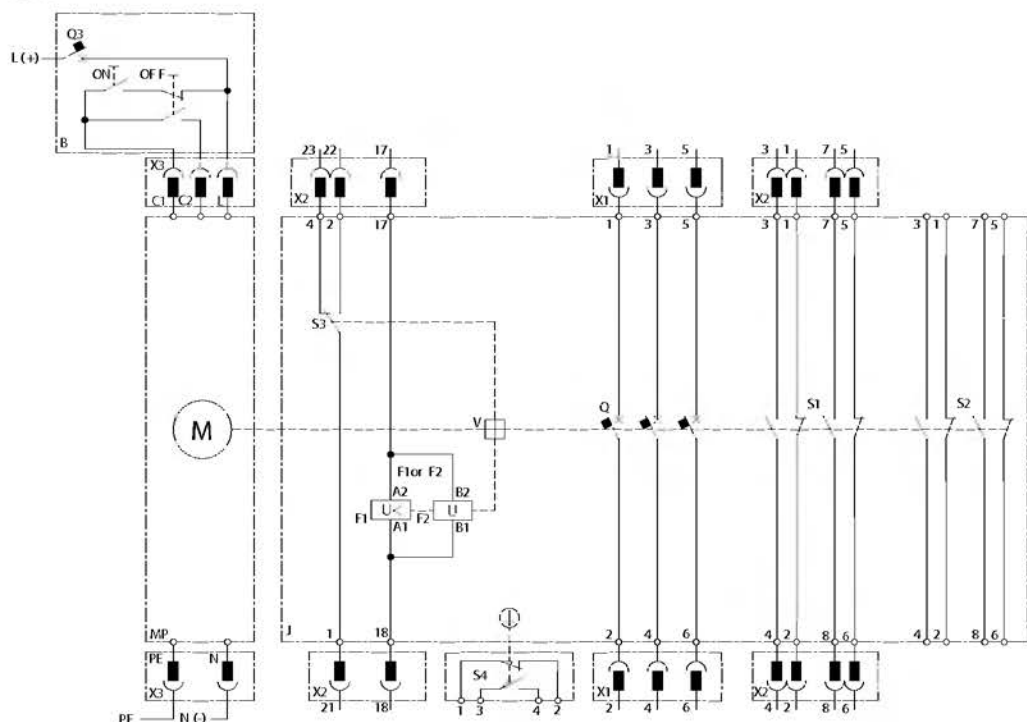 Q3
L (+)
ON OFF
B
X3
C1 C2 L
23 22 17
X2
4 2 17
1 3 5
X1
1 3 5
3 1 7 5
X2
3 1 7 5
3 1 7 5
S3
M
V
Q
S1
S2
F1or F2
A2 B2
F1 U< F2 U
A1 B1
MP
J
1 18
2 4 6
4 2 8 6
4 2 8 6
PE N
X3
X2
21 18
S4
1 3 4 2
X1
2 4 6
X2
4 2 8 6
PE N (-)